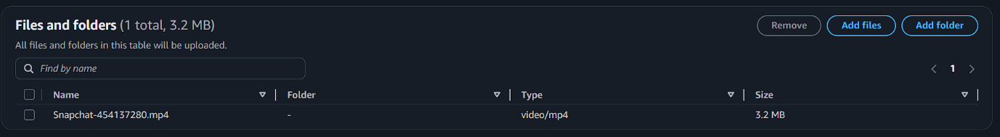 Files and folders (1 total, 3.2 MB)
Remove
Add files
Add folder
All files and folders in this table will be uploaded.
Find by name
1
Name
Folder
Type
Size
Snapchat-454137280.mp4
-
video/mp4
3.2 MB